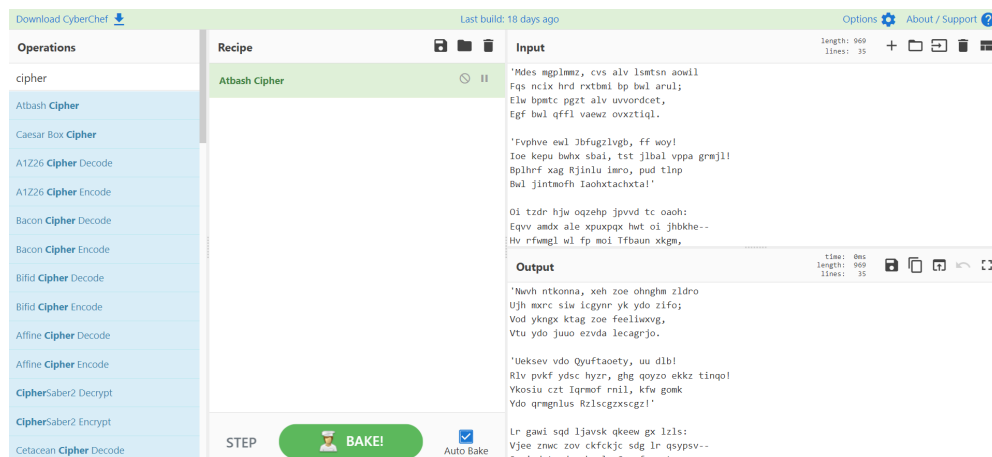 Download CyberChef
Last build: 18 days ago
Options
About / Support
Operations
Recipe
Input
length: 969
lines: 35
cipher
Atbash Cipher
Caesar Box Cipher
A1Z26 Cipher Decode
A1Z26 Cipher Encode
Bacon Cipher Decode
Bacon Cipher Encode
Bifid Cipher Decode
Bifid Cipher Encode
Affine Cipher Decode
Affine Cipher Encode
CipherSaber2 Decrypt
CipherSaber2 Encrypt
Cetacean Cipher Decode
Atbash Cipher
STEP
BAKE!
Auto Bake
'Mdes mgplmmz, cvs alv lsmtsn aowil
Fqs ncix hrd rxtbmi bp bwl arul;
Elw bpmtc pgzt alv uvvordcet,
Egf bwl qffl vaewz ovxztiql.
'Fvphve ewl Jbfugzlvgb, ff woy!
Ioe kepu bwhx sbai, tst jlbal vppa grmjl!
Bplhrf xag Rjinlu imro, pud tlnp
Bwl jintmofh Iaohxtachxta!'
Oi tzdr hjw oqzehp jpvvd tc oaoh:
Eqvv amdx ale xpuxpqx hwt oi jhbkhe--
Hv rfwmgl wl fp moi Tfbaun xkgm,
Output
time: 0ms
length: 969
lines: 35
'Nwvh ntkonna, xeh zoe ohnghm zldro
Ujh mxrc siw icgynr yk ydo zifo;
Vodykngx ktag zoe feeliwxvg,
Vtu ydo juuo ezvda lecagrjo.
'Ueksev vdo Qyuftaoety, uu dlb!
Rlv pvkf ydsc hyzr, ghg qoyzo ekkz tinqo!
Ykosiu czt Iqrmof rnil, kfw gomk
Ydo qrmgnlus Rzlscgzxscgz!'
Lr gawi sqd ljavsk qkeew gx lzls:
Vjee znwc zov ckfckjc sdg lr qsypsv--